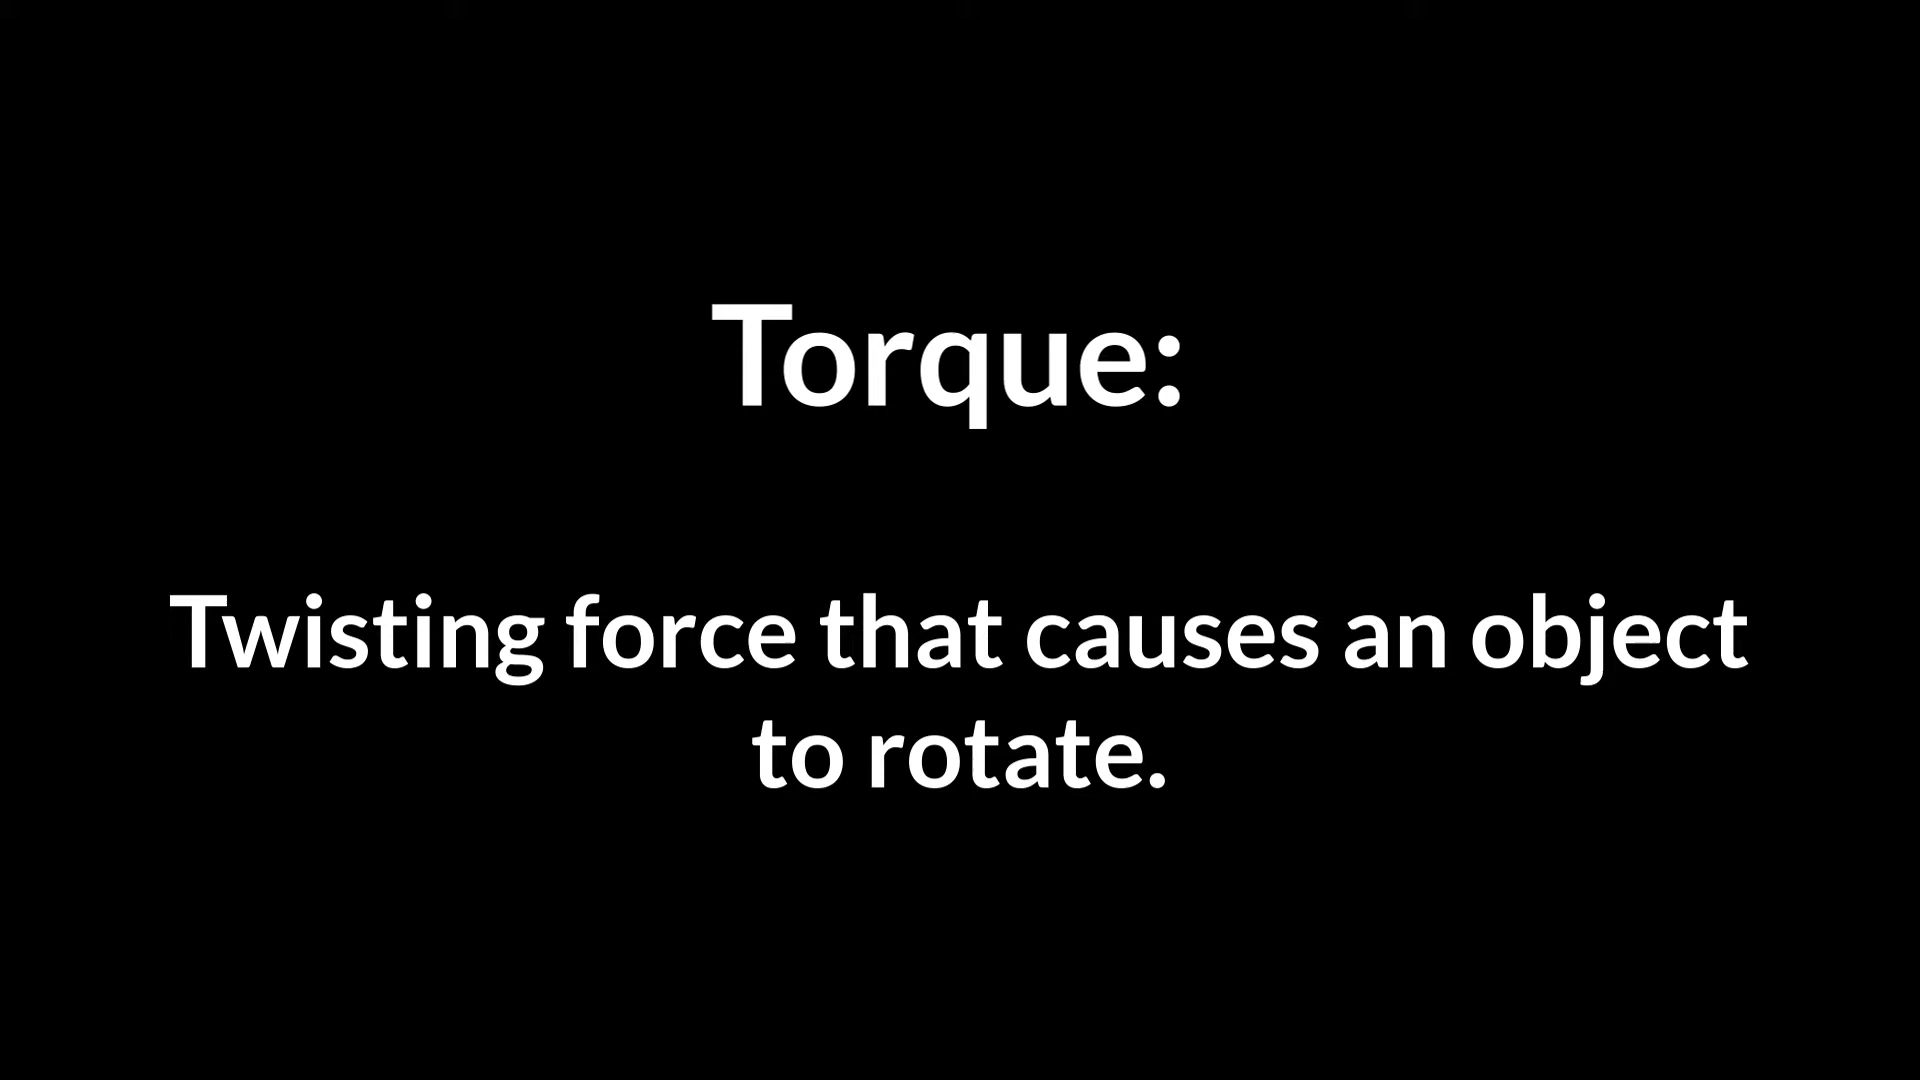 Torque:
Twisting force that causes an object
to rotate.